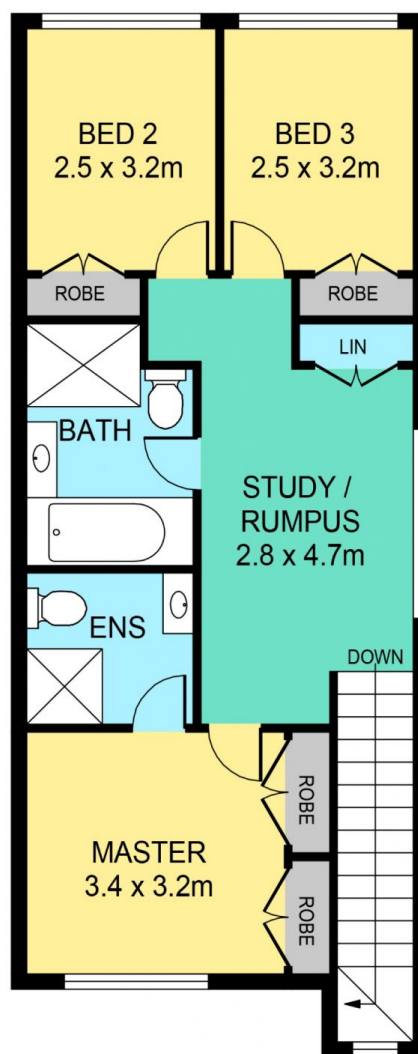 BED 2
2.5 x 3.2m
BED 3
2.5 x 3.2m
ROBE
ROBE
LIN
BATH
STUDY /
RUMPUS
2.8 x 4.7m
ENS
DOWN
ROBE
MASTER
3.4 x 3.2m
ROBE